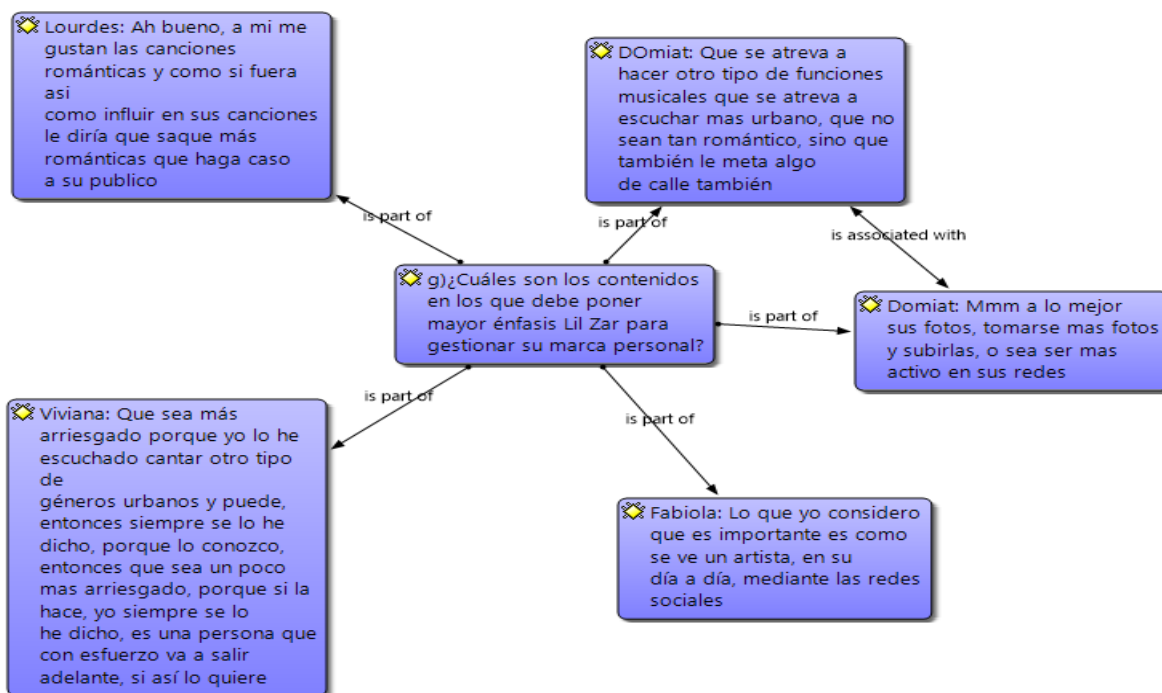 Lourdes: Ah bueno, a mi me
gustan las canciones
románticas y como si fuera
asi
como influir en sus canciones
le diría que saque más
románticas que haga caso
a su publico
DOmiat: Que se atreva a
hacer otro tipo de funciones
musicales que se atreva a
escuchar mas urbano, que no
sean tan romántico, sino que
también le meta algo
de calle también
is part of
is part of
is associated with
g)¿Cuáles son los contenidos
en los que debe poner
mayor énfasis Lil Zar para
gestionar su marca personal?
is part of
Domiat: Mmm a lo mejor
sus fotos, tomarse mas fotos
y subirlas, o sea ser mas
activo en sus redes
is part of
is part of
Viviana: Que sea más
arriesgado porque yo lo he
escuchado cantar otro tipo
de
géneros urbanos y puede,
entonces siempre se lo he
dicho, porque lo conozco,
entonces que sea un poco
mas arriesgado, porque si la
hace, yo siempre se lo
he dicho, es una persona que
con esfuerzo va a salir
adelante, si así lo quiere
Fabiola: Lo que yo considero
que es importante es como
se ve un artista, en su
día a día, mediante las redes
sociales